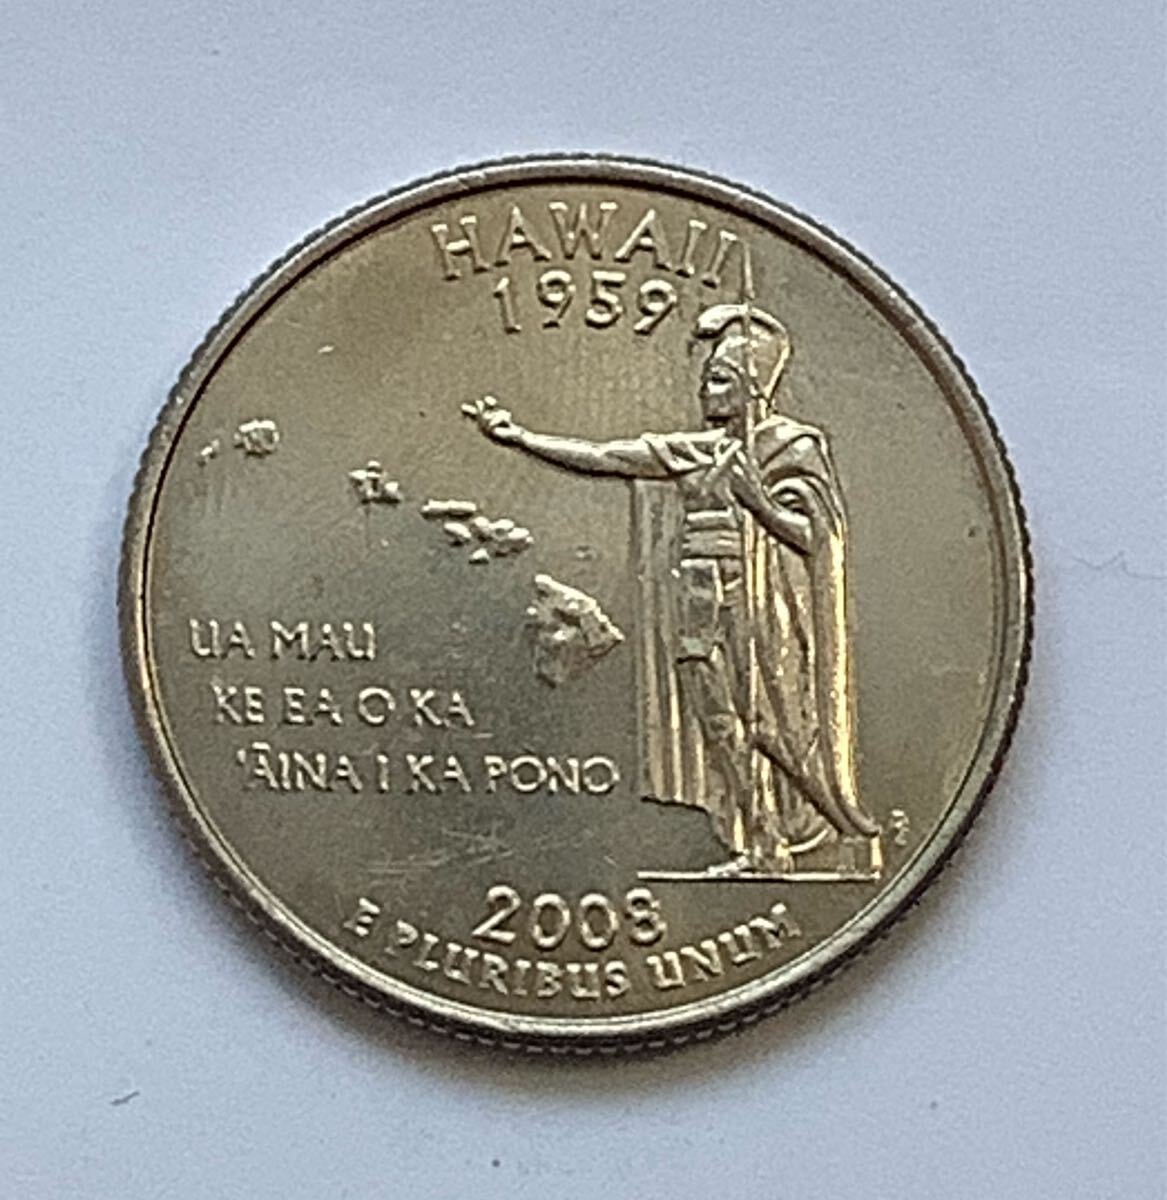 HAWAII
1959
UA MAU
KE EA O KA
ʻĀINA I KA PONO
2008
E PLURIBUS UNUM